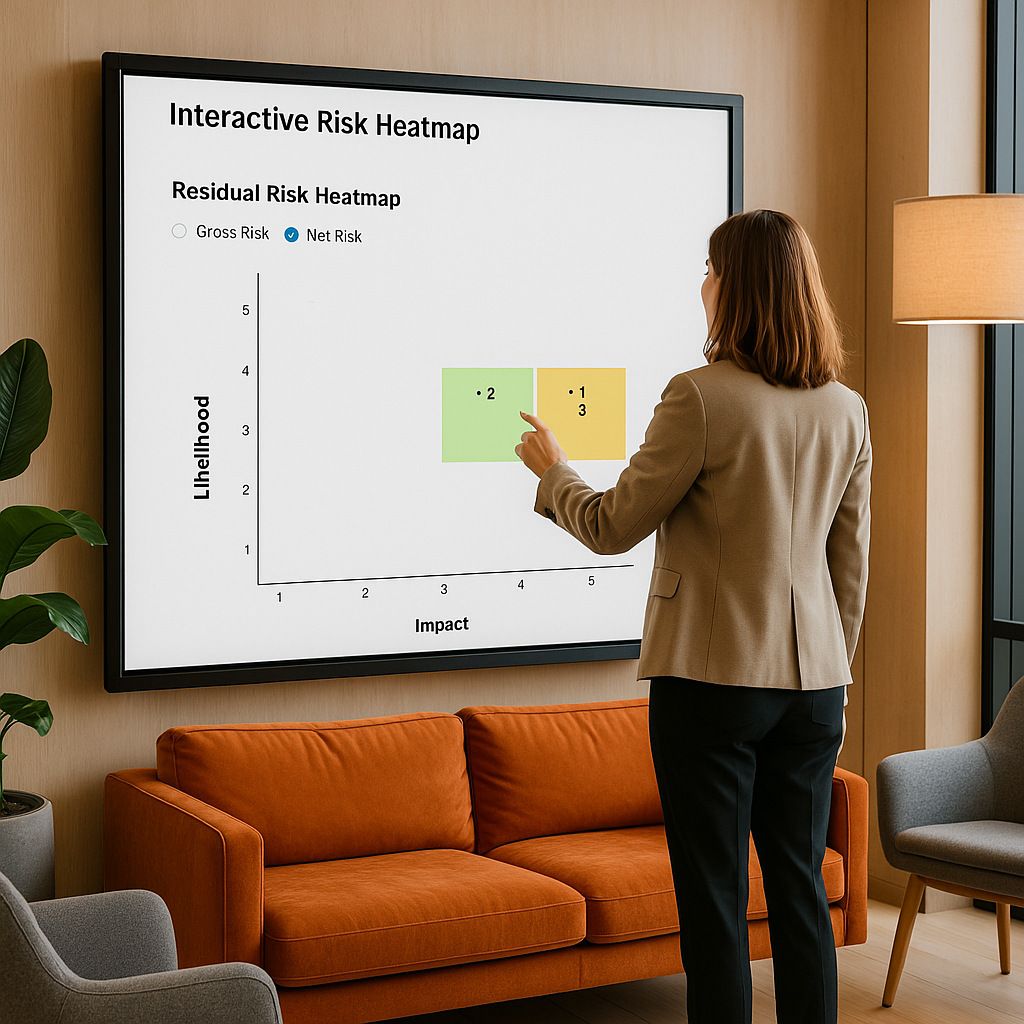 Interactive Risk Heatmap
Residual Risk Heatmap
Gross Risk Net Risk
5
4
3
2
1
Lihelihood
• 2
• 1
3
1 2 3 4 5
Impact